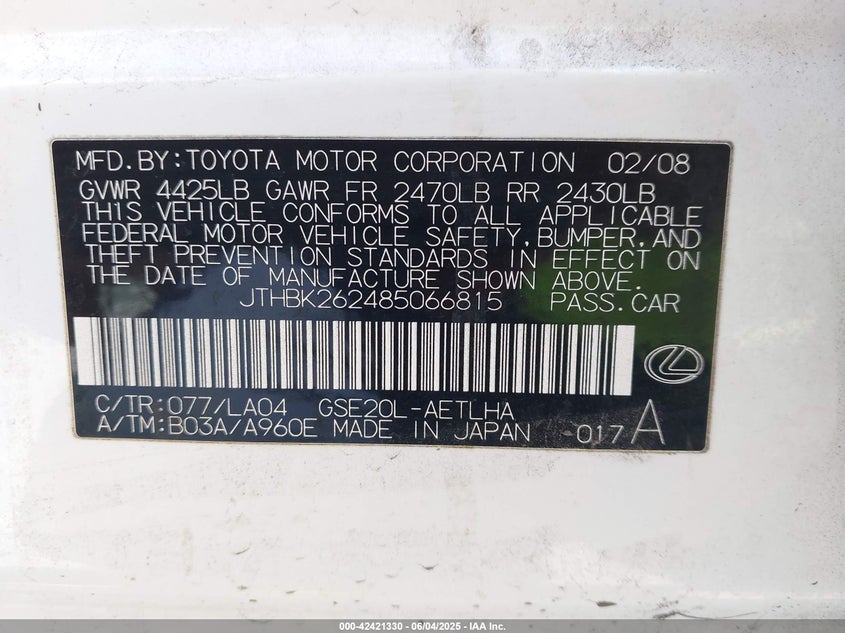 MFD.BY:TOYOTA MOTOR CORPORATION 02/08
GVWR 4425LB GAWR FR 2470LB RR 2430LB
THIS VEHICLE CONFORMS TO ALL APPLICABLE
FEDERAL MOTOR VEHICLE SAFETY,BUMPER,AND
THEFT PREVENTION STANDARDS IN EFFECT ON
THE DATE OF MANUFACTURE SHOWN ABOVE.
JTHBK262485066815 PASS.CAR
C/TR:077/LA04 GSE20L-AETLHA
A/TM:B03A/A960E MADE IN JAPAN 017A
000-42421330 - 06/04/2025 - IAA Inc.